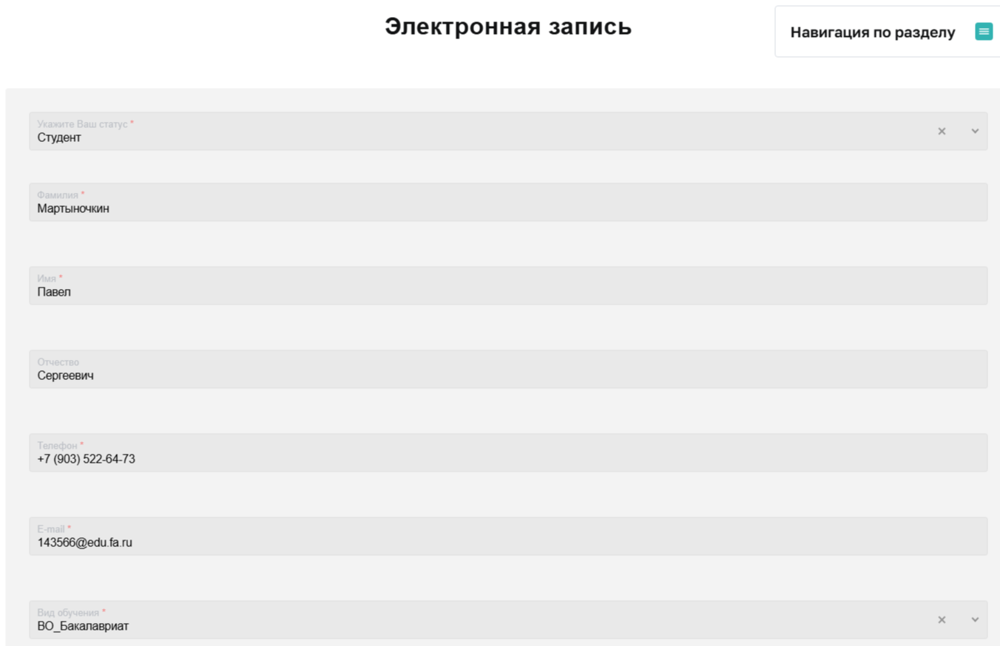 Электронная запись
Навигация по разделу
Укажите Ваш статус *
Студент
Фамилия *
Мартыночкин
Имя *
Павел
Отчество
Сергеевич
Телефон *
+7 (903) 522-64-73
E-mail *
143566@edu.fa.ru
Вид обучения *
ВО_Бакалавриат